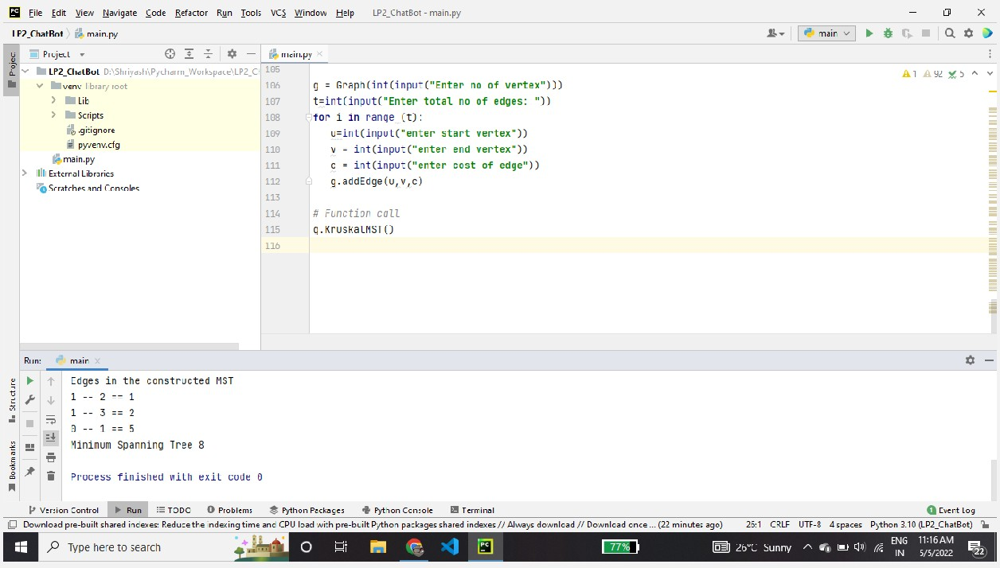 File Edit View Navigate Code Refactor Run Tools VCS Window Help LP2_ChatBot - main.py
LP2_ChatBot main.py main
Project Project main.py
LP2_ChatBot D:\Shriyash\Pycharm_Workspace\LP2_C
venv library root
Lib
Scripts
.gitignore
pyvenv.cfg
main.py
External Libraries
Scratches and Consoles
1 92 5
105
106 g = Graph(int(input("Enter no of vertex")))
107 t=int(input("Enter total no of edges: "))
108 for i in range (t):
109 u=int(input("enter start vertex"))
110 v = int(input("enter end vertex"))
111 c = int(input("enter cost of edge"))
112 g.addEdge(u,v,c)
113
114 # Function call
115 g.KruskalMST()
116
Run: main
Edges in the constructed MST
1 -- 2 == 1
1 -- 3 == 2
0 -- 1 == 5
Minimum Spanning Tree 8
Process finished with exit code 0
Structure
Bookmarks
Version Control Run TODO Problems Python Packages Python Console Terminal 1 Event Log
Download pre-built shared indexes: Reduce the indexing time and CPU load with pre-built Python packages shared indexes // Always download // Download once ... (22 minutes ago) 26:1 CRLF UTF-8 4 spaces Python 3.10 (LP2_ChatBot)
Type here to search 77% 26°C Sunny ENG 11:16 AM
IN 5/5/2022 22